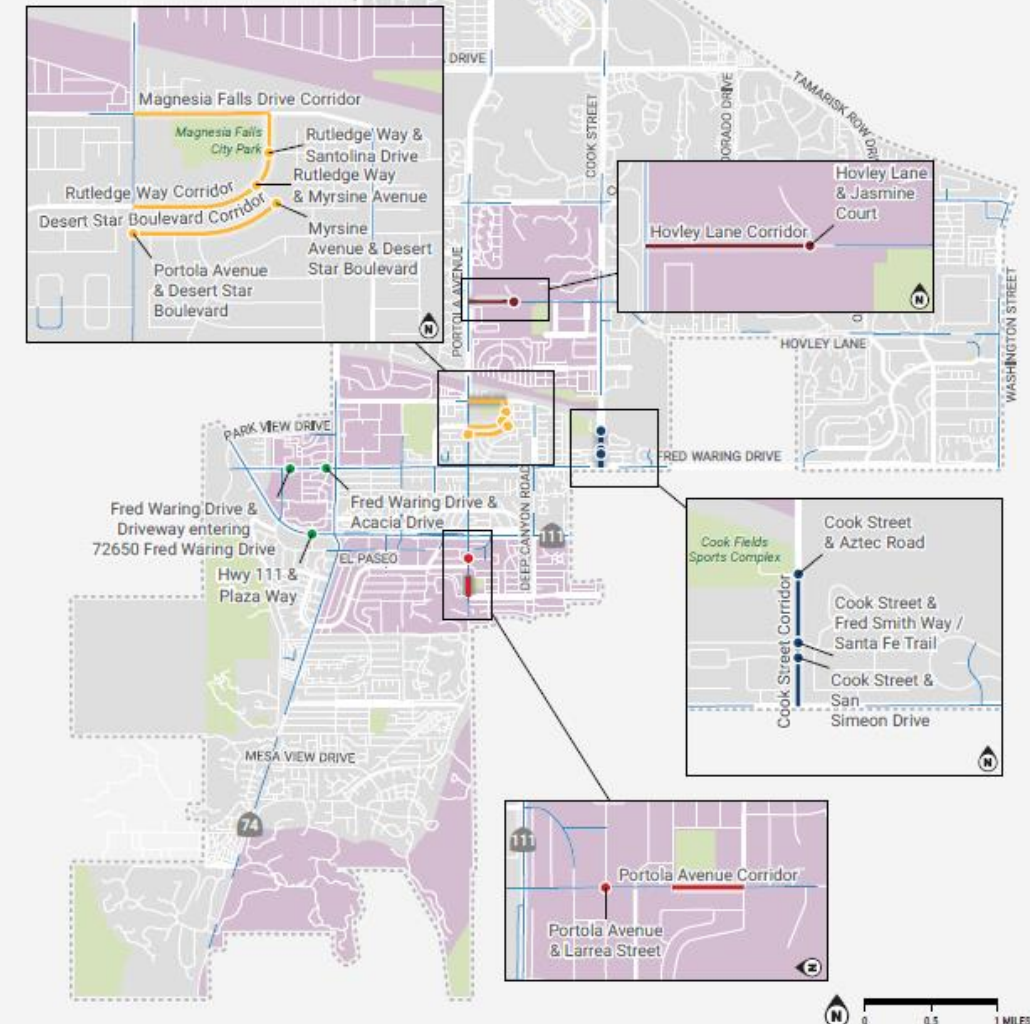 Magnesia Falls Drive Corridor
Magnesia Falls
City Park
Rutledge Way &
Santolina Drive
Rutledge Way
& Myrsine Avenue
Rutledge Way Corridor
Desert Star Boulevard Corridor
Myrsine
Avenue & Desert
Star Boulevard
Portola Avenue
& Desert Star
Boulevard
N
DRIVE
COOK STREET
TAMARISK ROW
PORTOLA AVENUE
Hovley Lane
& Jasmine
Court
Hovley Lane Corridor
N
WASHINGTON STREET
HOVLEY LANE
PARK VIEW DRIVE
FRED WARING DRIVE
Fred Waring Drive &
Driveway entering
72650 Fred Waring Drive
Fred Waring Drive &
Acacia Drive
DEEP CANYON ROAD
111
EL PASEO
Hwy 111 &
Plaza Way
Cook Fields
Sports Complex
Cook Street
& Aztec Road
Cook Street Corridor
Cook Street &
Fred Smith Way /
Santa Fe Trail
Cook Street &
San
Simeon Drive
N
MESA VIEW DRIVE
74
111
Portola Avenue Corridor
Portola Avenue
& Larrea Street
N
N
0 0.5 1 MILES